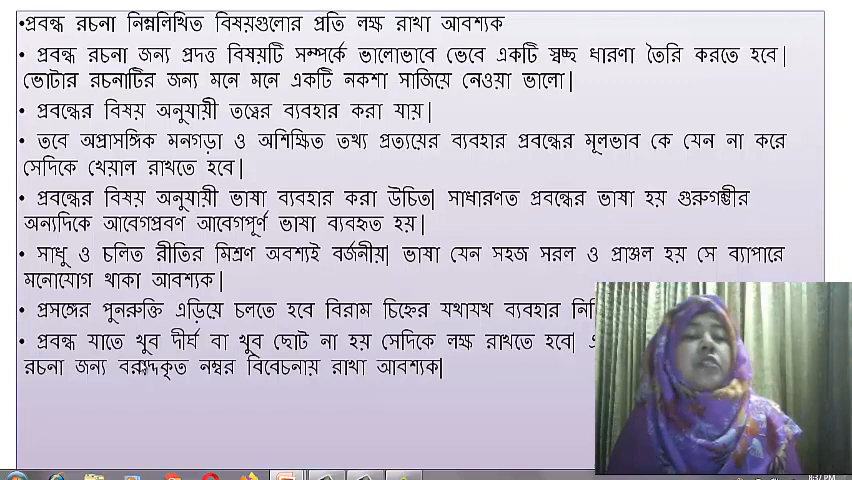 •প্রবন্ধ রচনা নিম্নলিখিত বিষয়গুলোর প্রতি লক্ষ রাখা আবশ্যক
• প্রবন্ধ রচনা জন্য প্রদত্ত বিষয়টি সম্পর্কে ভালোভাবে ভেবে একটি স্বচ্ছ ধারণা তৈরি করতে হবে|
ভোটার রচনাটির জন্য মনে মনে একটি নকশা সাজিয়ে নেওয়া ভালো|
• প্রবন্ধের বিষয় অনুযায়ী তত্ত্বের ব্যবহার করা যায়|
• তবে অপ্রাসঙ্গিক মনগড়া ও অশিক্ষিত তথ্য প্রত্যয়ের ব্যবহার প্রবন্ধের মূলভাব কে যেন না করে
সেদিকে খেয়াল রাখতে হবে|
• প্রবন্ধের বিষয় অনুযায়ী ভাষা ব্যবহার করা উচিত| সাধারণত প্রবন্ধের ভাষা হয় গুরুগম্ভীর
অন্যদিকে আবেগপ্রবণ আবেগপূর্ণ ভাষা ব্যবহৃত হয়|
• সাধু ও চলিত রীতির মিশ্রণ অবশ্যই বর্জনীয়| ভাষা যেন সহজ সরল ও প্রাঞ্জল হয় সে ব্যাপারে
মনোযোগ থাকা আবশ্যক|
• প্রসঙ্গের পুনরুক্তি এড়িয়ে চলতে হবে বিরাম চিহ্নের যথাযথ ব্যবহার
• প্রবন্ধ যাতে খুব দীর্ঘ বা খুব ছোট না হয় সেদিকে লক্ষ রাখতে হবে|
রচনা জন্য বরাদ্দকৃত নম্বর বিবেচনায় রাখা আবশ্যক|
8:37 PM